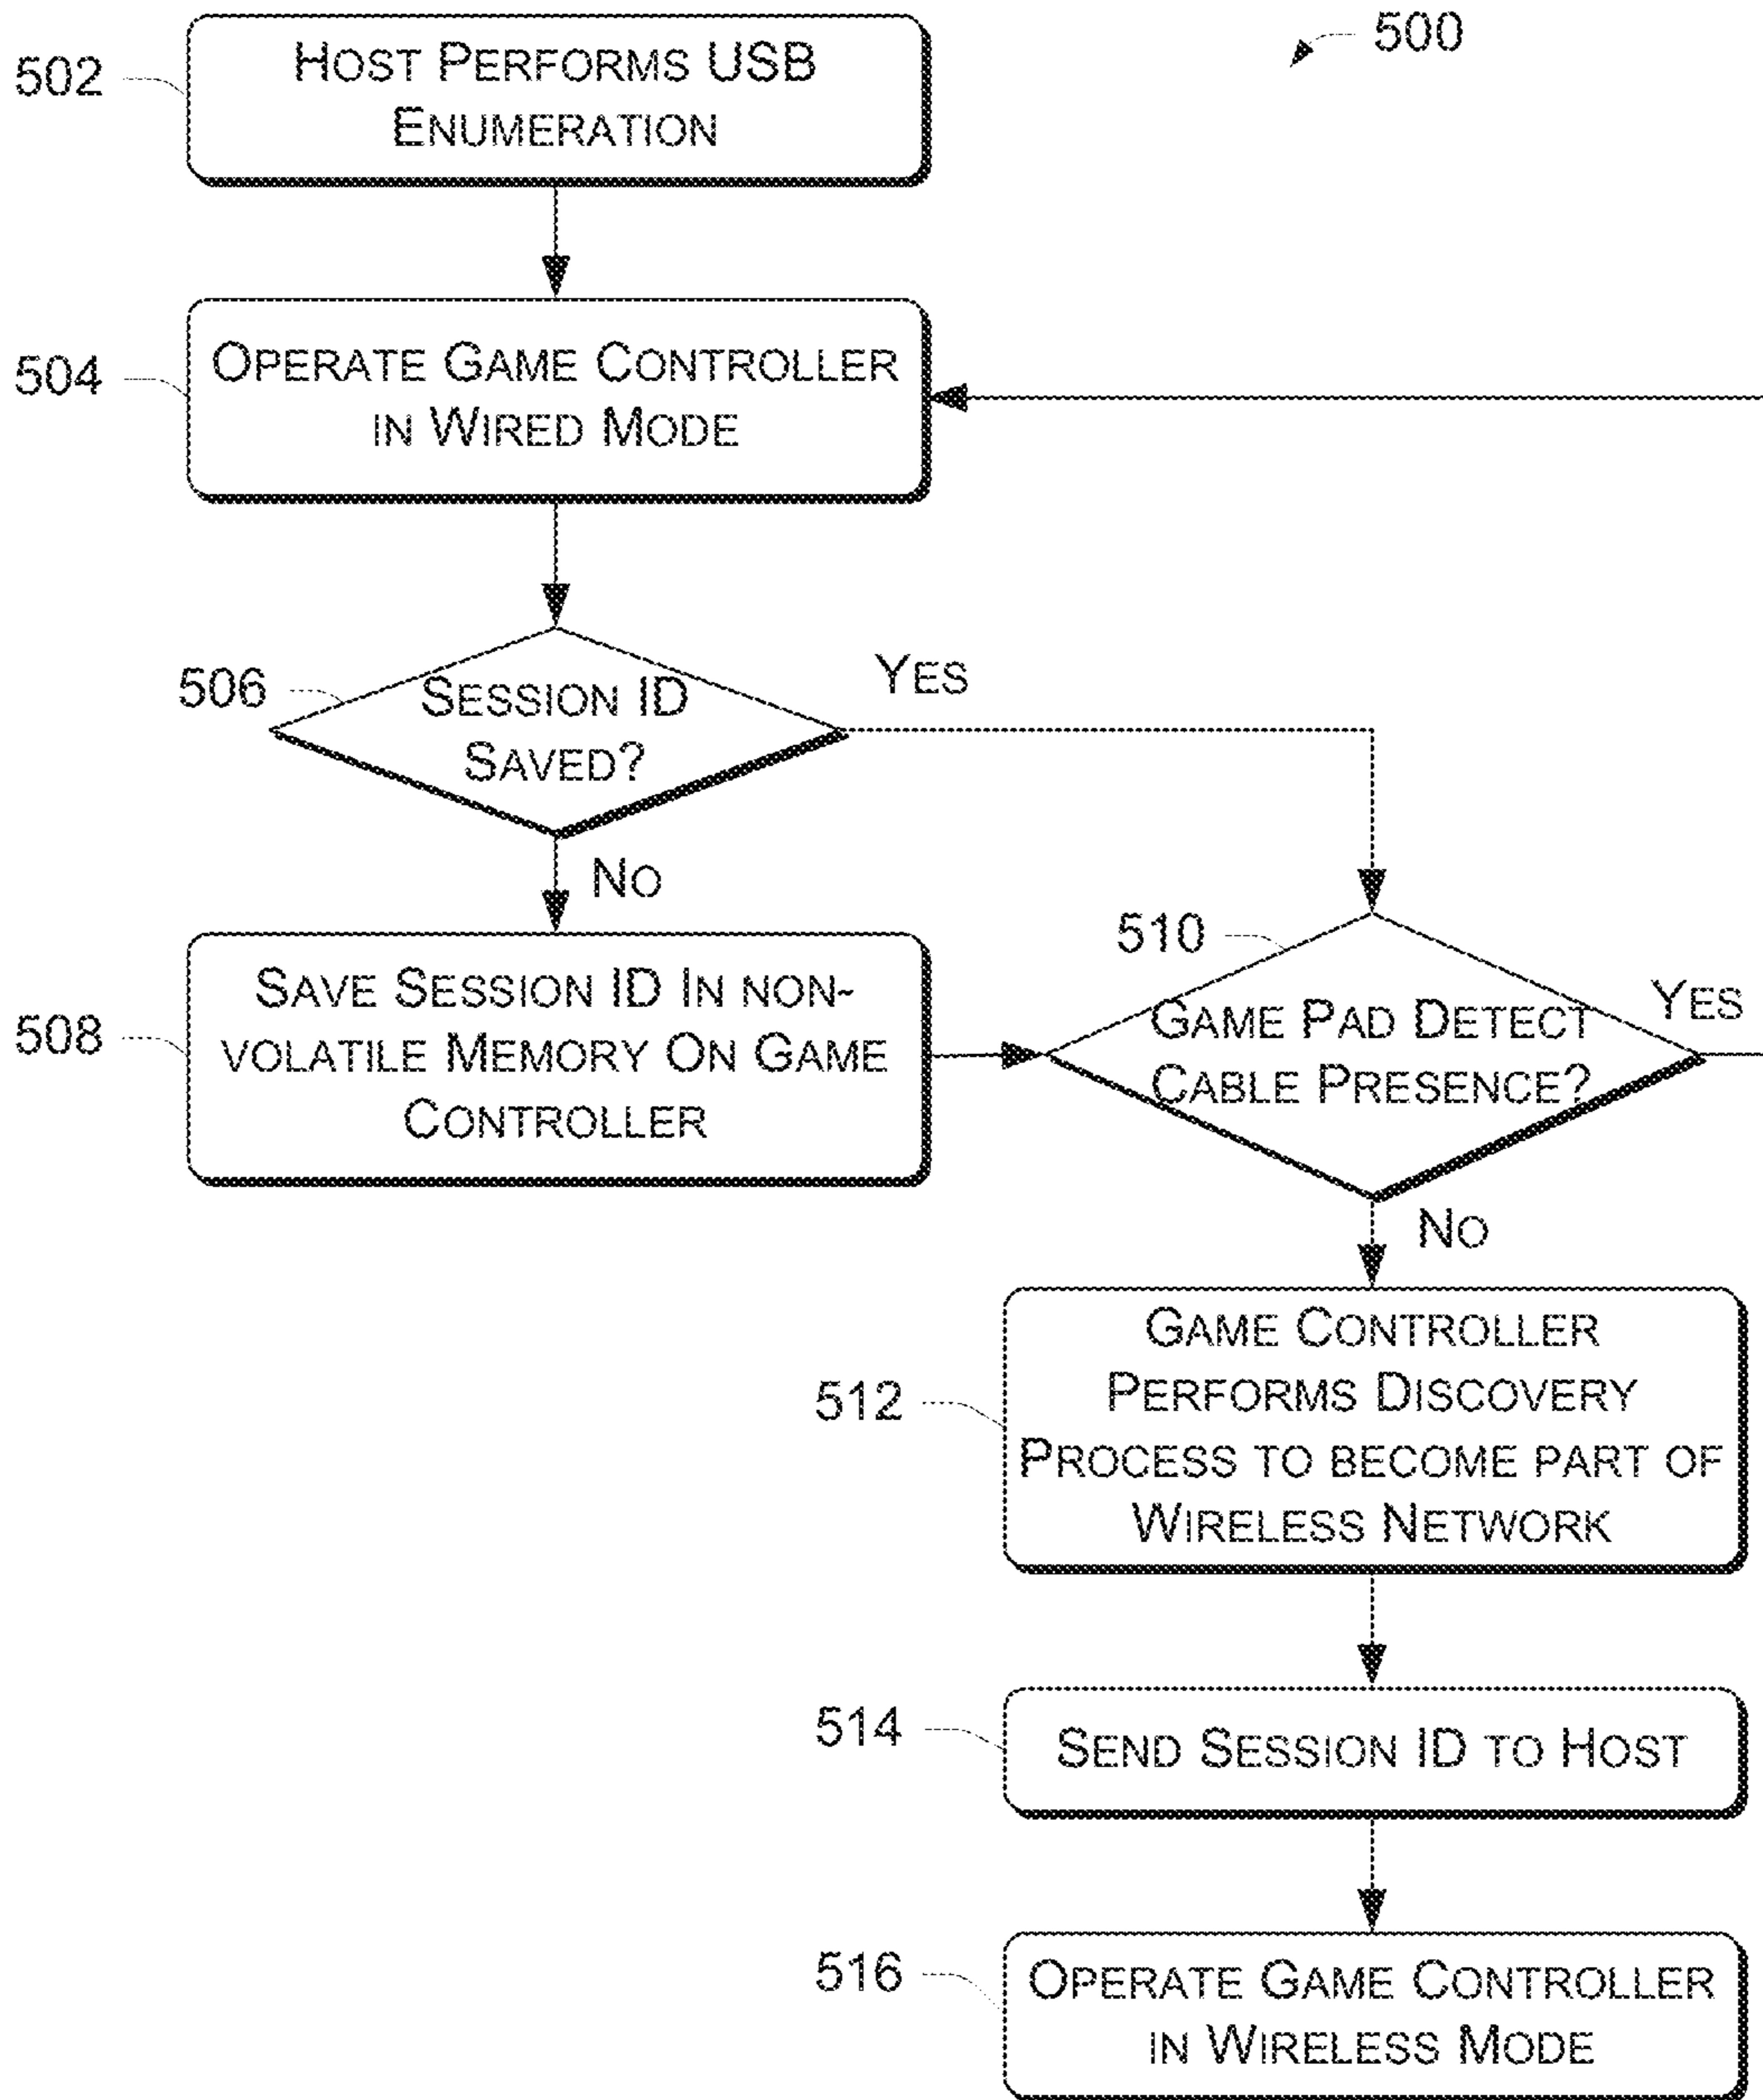 500
502
HOST PERFORMS USB
ENUMERATION
504
OPERATE GAME CONTROLLER
IN WIRED MODE
506
SESSION ID
SAVED?
YES
NO
508
SAVE SESSION ID IN NON-
VOLATILE MEMORY ON GAME
CONTROLLER
510
GAME PAD DETECT
CABLE PRESENCE?
YES
NO
512
GAME CONTROLLER
PERFORMS DISCOVERY
PROCESS TO BECOME PART OF
WIRELESS NETWORK
514
SEND SESSION ID TO HOST
516
OPERATE GAME CONTROLLER
IN WIRELESS MODE